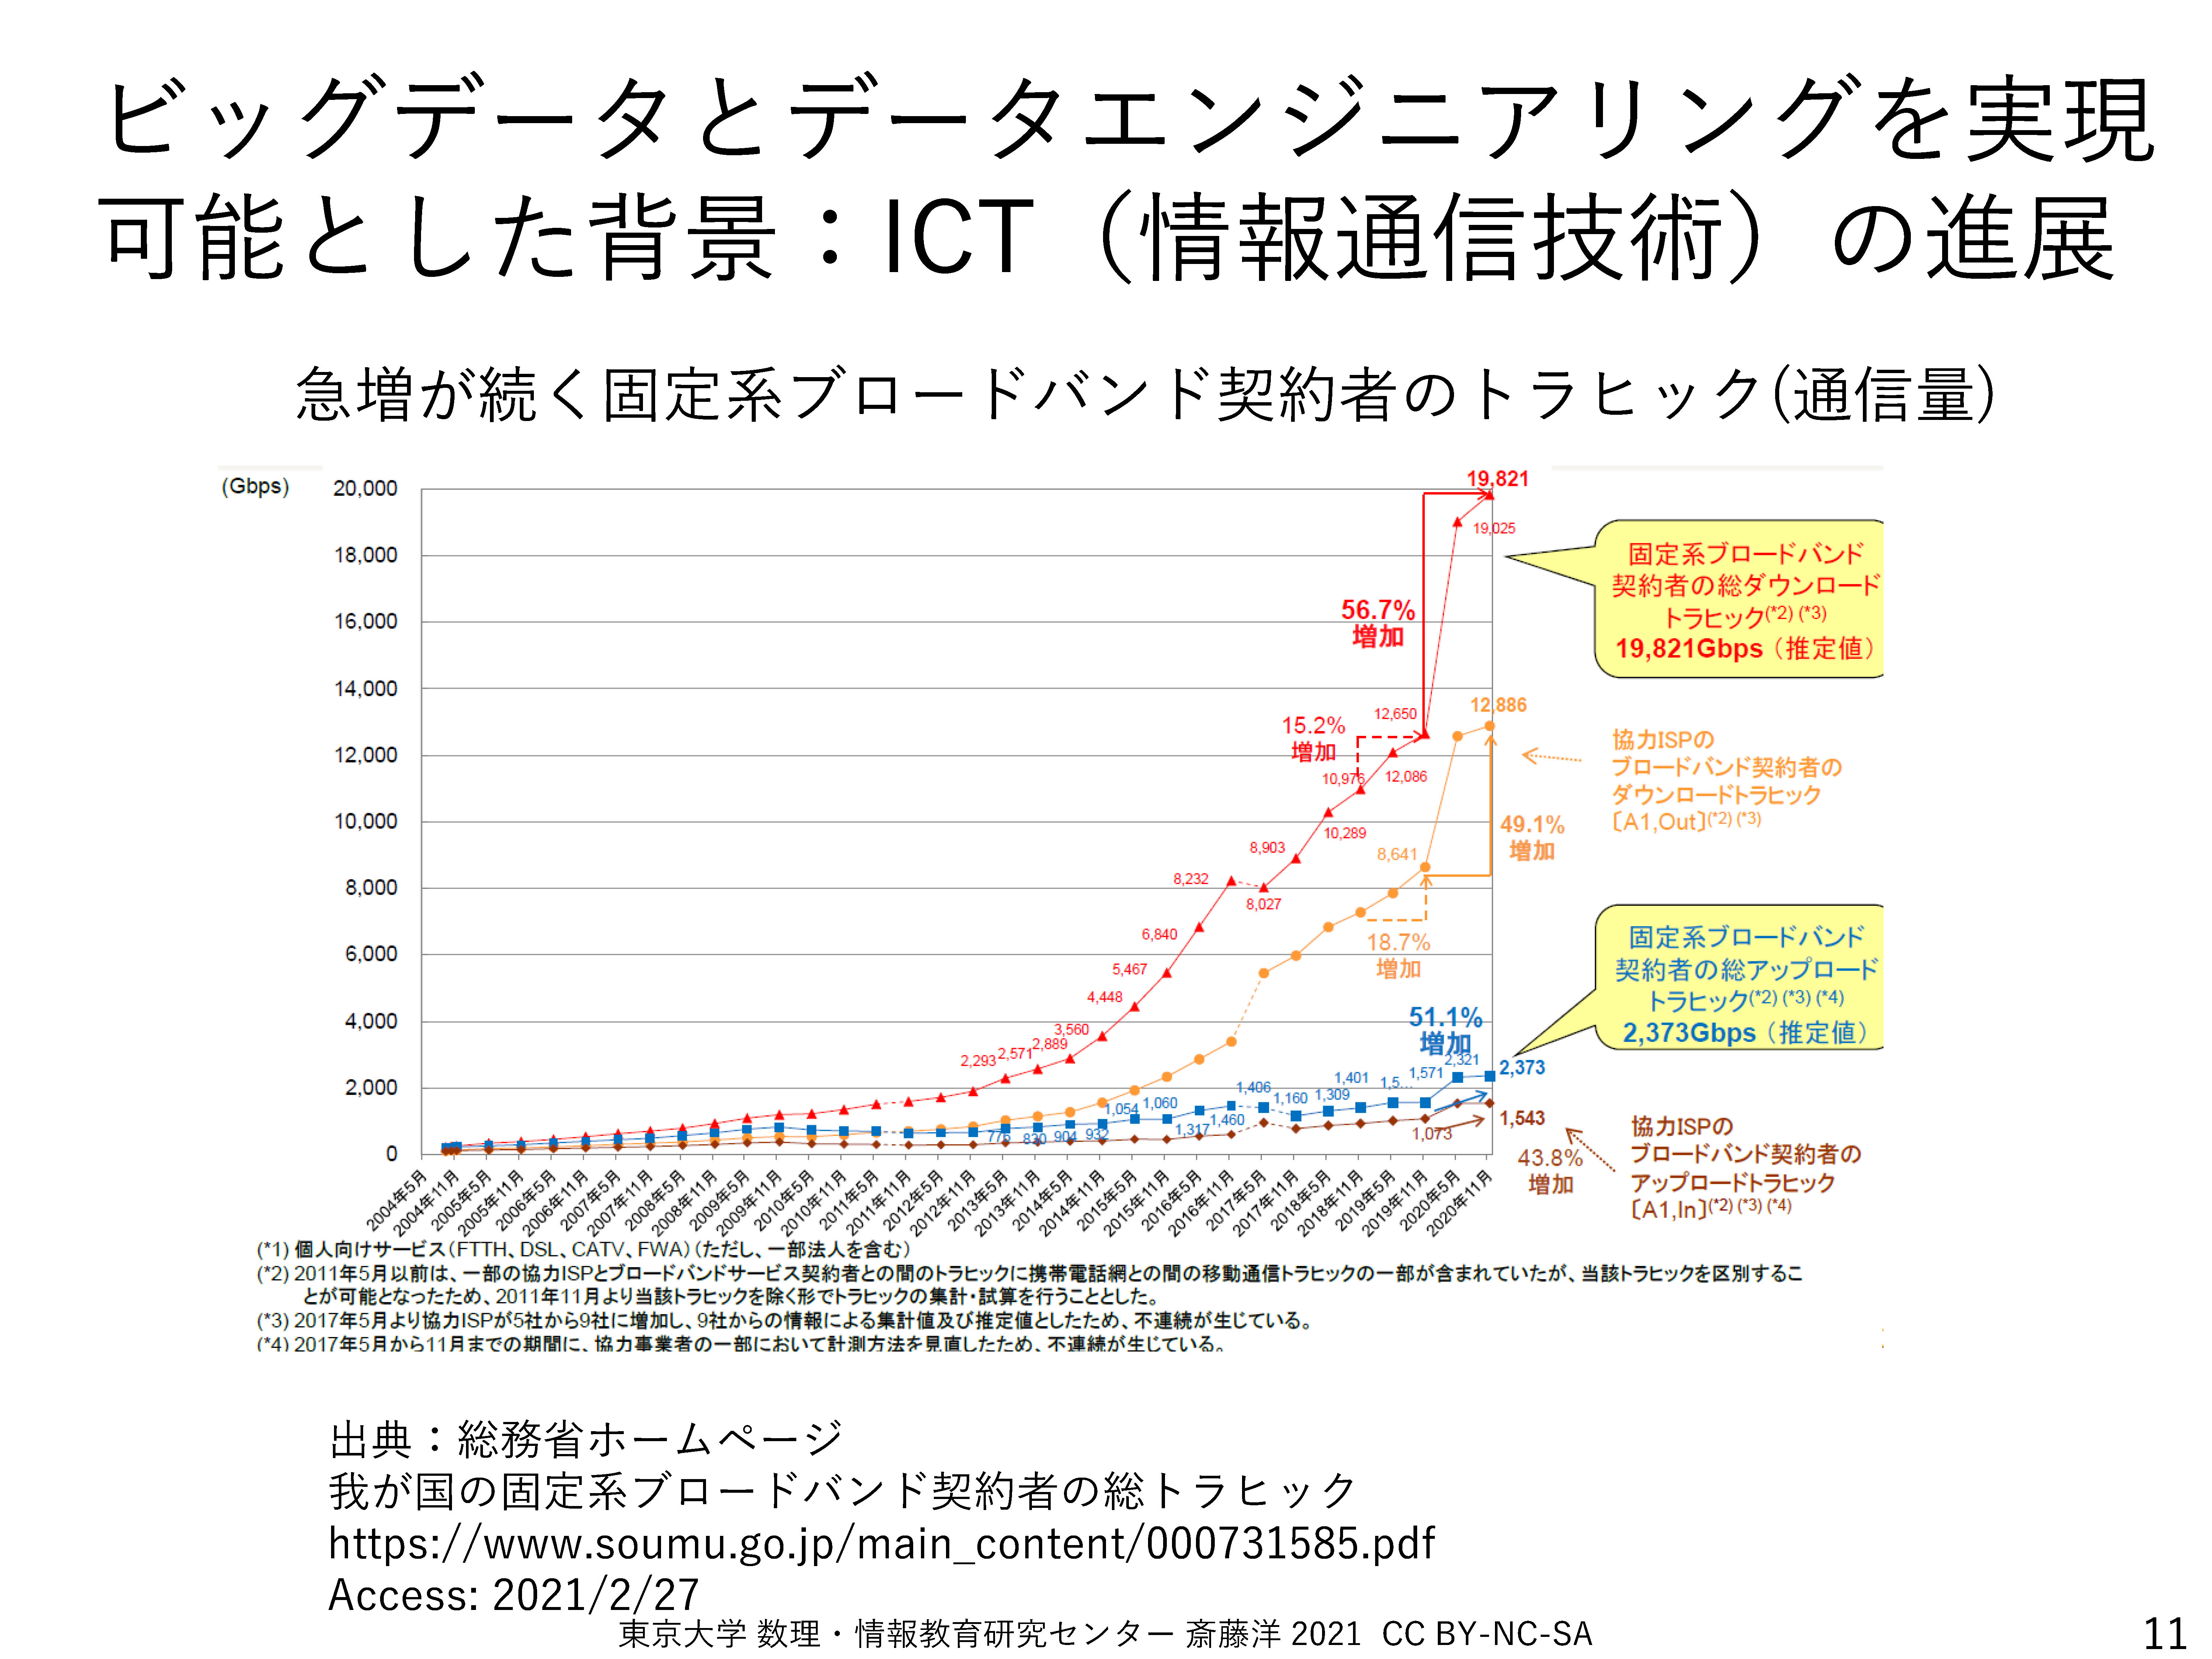 ビッグデータとデータエンジニアリングを実現
可能とした背景：ICT（情報通信技術）の進展
急増が続く固定系ブロードバンド契約者のトラヒック(通信量)
(Gbps)
20,000
18,000
16,000
14,000
12,000
10,000
8,000
6,000
4,000
2,000
0
19,821
19,025
56.7%
増加
15.2%
増加
12,650
10,976
12,086
10,289
8,903
8,232
8,027
6,840
5,467
4,448
3,560
2,889
2,571
2,293
12,886
49.1%
増加
8,641
18.7%
増加
51.1%
増加
2,321
2,373
1,571
1,5...
1,401
1,309
1,160
1,406
1,460
1,317
1,060
1,054
932
904
830
776
1,543
1,073
43.8%
増加
固定系ブロードバンド
契約者の総ダウンロード
トラヒック(*2) (*3)
19,821Gbps（推定値）
協力ISPの
ブロードバンド契約者の
ダウンロードトラヒック
〔A1,Out〕(*2) (*3)
固定系ブロードバンド
契約者の総アップロード
トラヒック(*2) (*3) (*4)
2,373Gbps（推定値）
協力ISPの
ブロードバンド契約者の
アップロードトラヒック
〔A1,In〕(*2) (*3) (*4)
2004年5月
2004年11月
2005年5月
2005年11月
2006年5月
2006年11月
2007年5月
2007年11月
2008年5月
2008年11月
2009年5月
2009年11月
2010年5月
2010年11月
2011年5月
2011年11月
2012年5月
2012年11月
2013年5月
2013年11月
2014年5月
2014年11月
2015年5月
2015年11月
2016年5月
2016年11月
2017年5月
2017年11月
2018年5月
2018年11月
2019年5月
2019年11月
2020年5月
2020年11月
(*1) 個人向けサービス（FTTH、DSL、CATV、FWA）（ただし、一部法人を含む）
(*2) 2011年5月以前は、一部の協力ISPとブロードバンドサービス契約者との間のトラヒックに携帯電話網との間の移動通信トラヒックの一部が含まれていたが、当該トラヒックを区別するこ
とが可能となったため、2011年11月より当該トラヒックを除く形でトラヒックの集計・試算を行うこととした。
(*3) 2017年5月より協力ISPが5社から9社に増加し、9社からの情報による集計値及び推定値としたため、不連続が生じている。
(*4) 2017年5月から11月までの期間に、協力事業者の一部において計測方法を見直したため、不連続が生じている。
出典：総務省ホームページ
我が国の固定系ブロードバンド契約者の総トラヒック
https://www.soumu.go.jp/main_content/000731585.pdf
Access: 2021/2/27
東京大学 数理・情報教育研究センター 斎藤洋 2021 CC BY-NC-SA
11